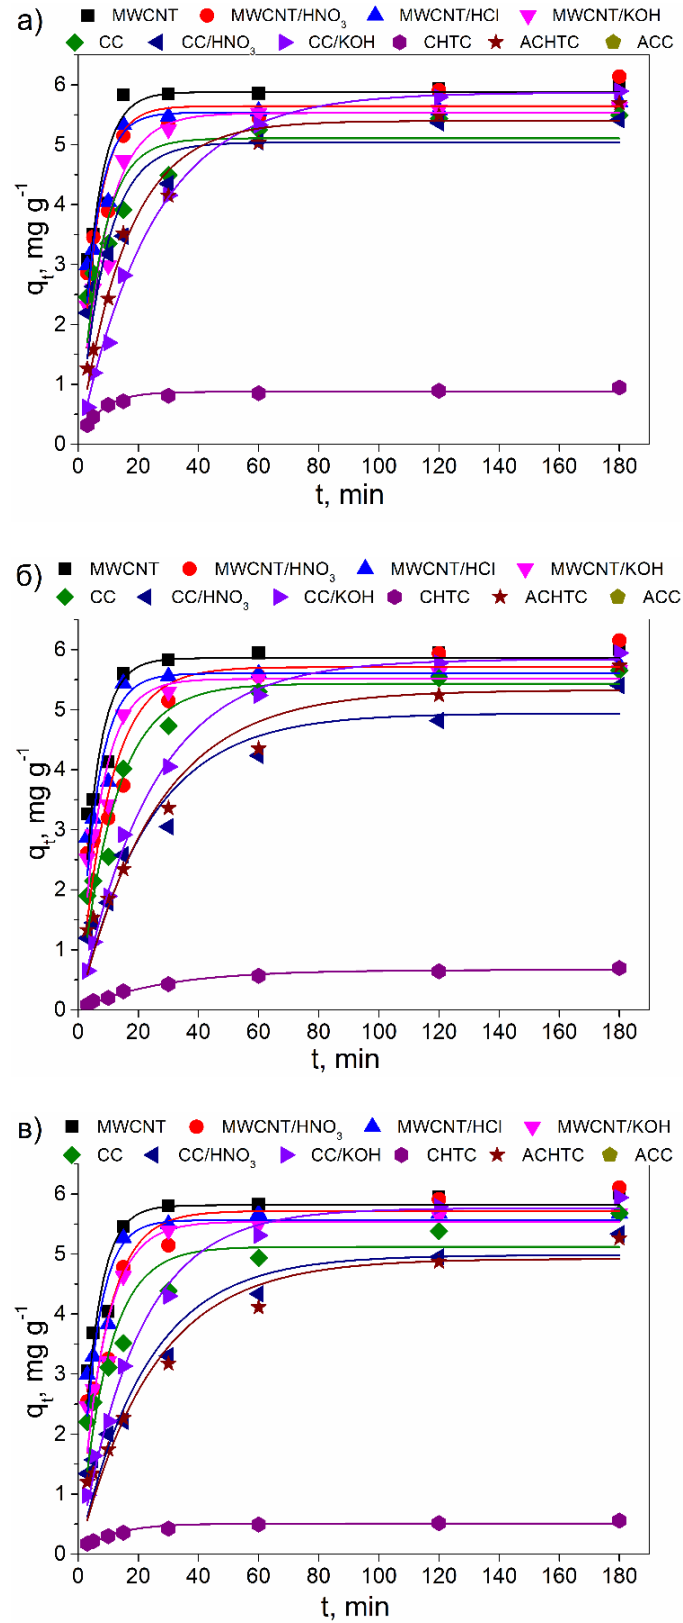 а)
MWCNT MWCNT/HNO₃ MWCNT/HCl MWCNT/KOH
CC CC/HNO₃ CC/KOH CHTC ACHTC ACC
6
5
4
3
2
1
0
qt, mg g⁻¹
0 20 40 60 80 100 120 140 160 180
t, min
б)
MWCNT MWCNT/HNO₃ MWCNT/HCl MWCNT/KOH
CC CC/HNO₃ CC/KOH CHTC ACHTC ACC
6
5
4
3
2
1
0
qt, mg g⁻¹
0 20 40 60 80 100 120 140 160 180
t, min
в)
MWCNT MWCNT/HNO₃ MWCNT/HCl MWCNT/KOH
CC CC/HNO₃ CC/KOH CHTC ACHTC ACC
6
5
4
3
2
1
0
qt, mg g⁻¹
0 20 40 60 80 100 120 140 160 180
t, min